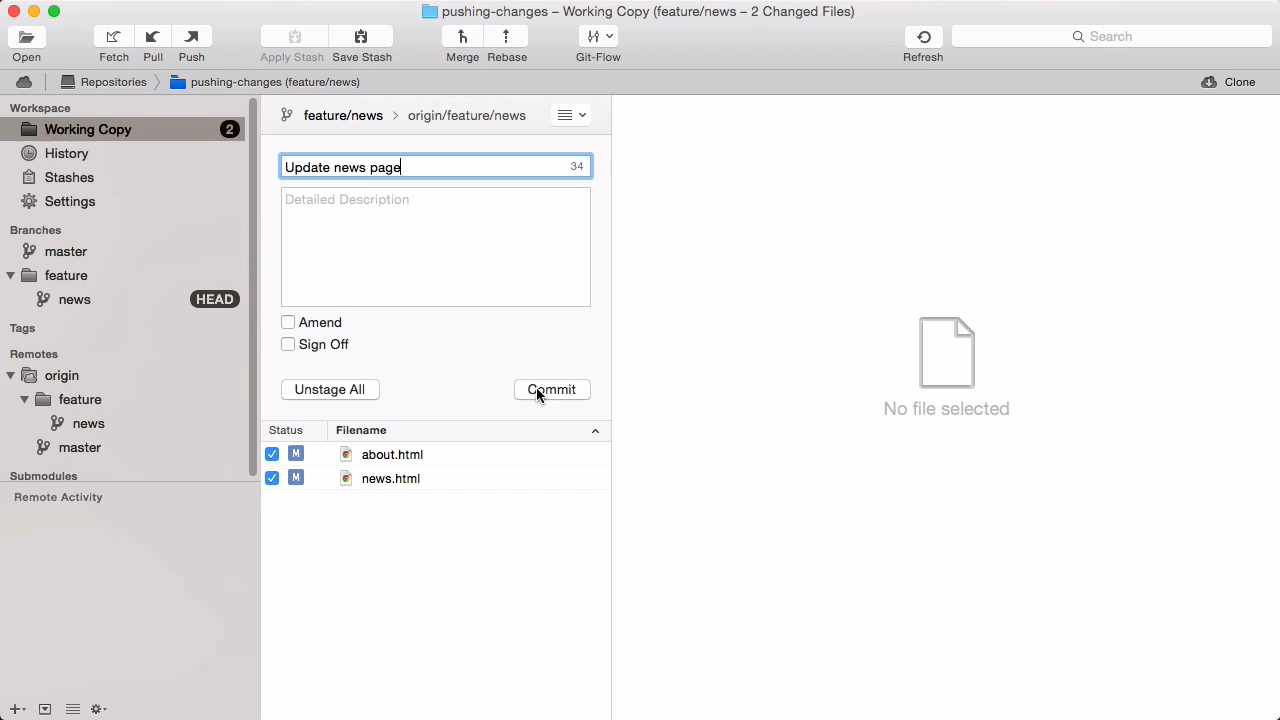 pushing-changes – Working Copy (feature/news – 2 Changed Files)
Open
Fetch
Pull
Push
Apply Stash
Save Stash
Merge
Rebase
Git-Flow
Refresh
Search
Repositories
pushing-changes (feature/news)
Clone
Workspace
Working Copy
2
History
Stashes
Settings
Branches
master
feature
news
HEAD
Tags
Remotes
origin
feature
news
master
Submodules
Remote Activity
feature/news > origin/feature/news
Update news page
34
Detailed Description
Amend
Sign Off
Unstage All
Commit
Status
Filename
M
about.html
M
news.html
No file selected